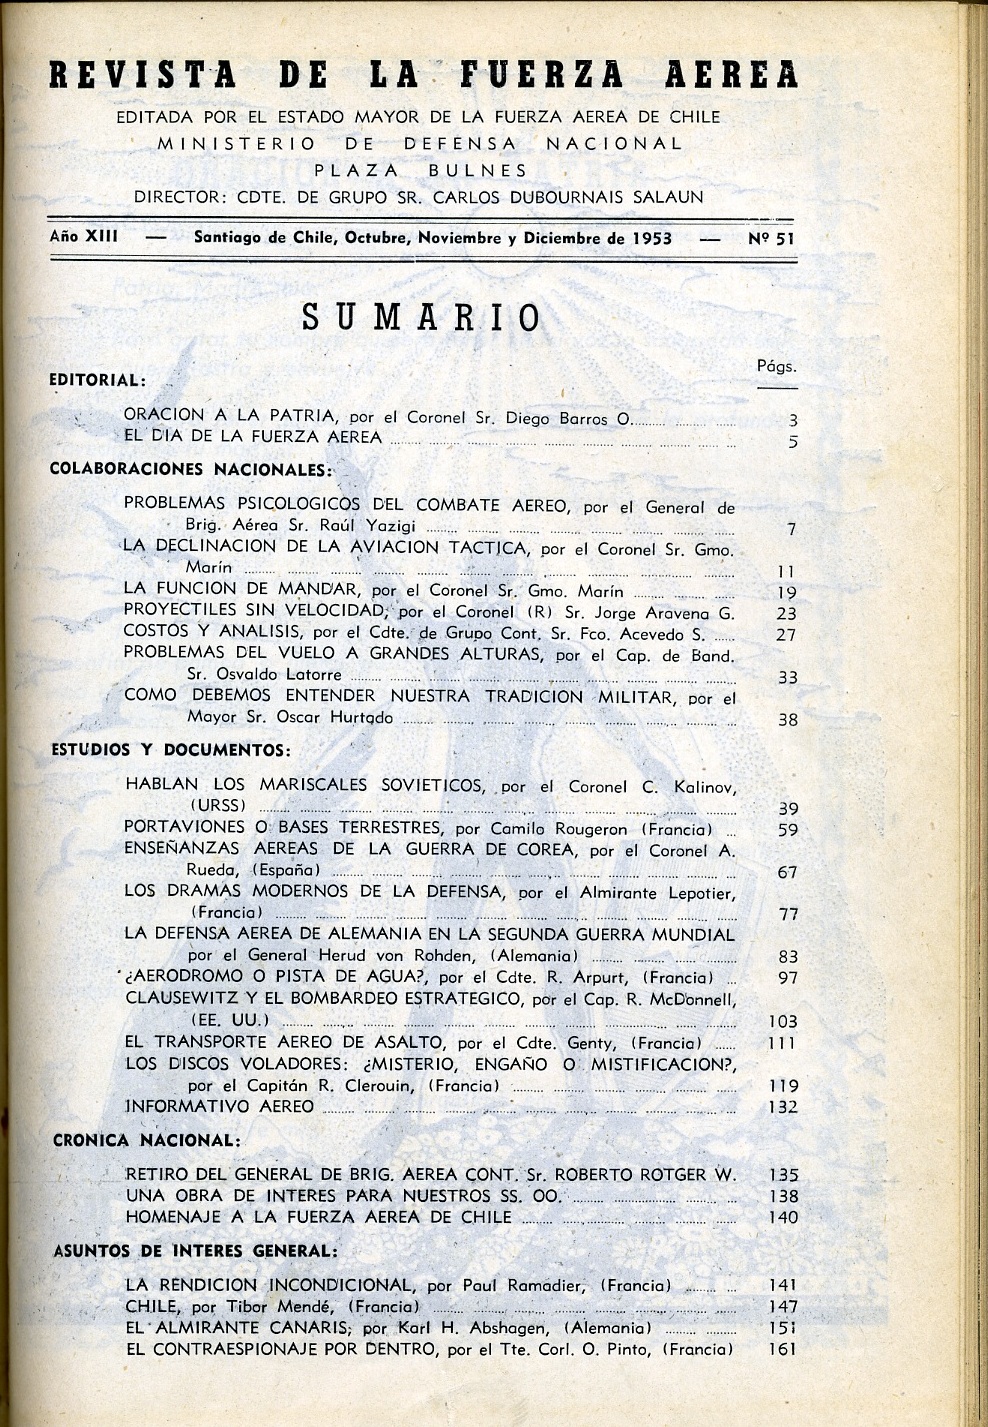 REVISTA DE LA FUERZA AEREA
EDITADA POR EL ESTADO MAYOR DE LA FUERZA AEREA DE CHILE
MINISTERIO DE DEFENSA NACIONAL
PLAZA BULNES
DIRECTOR: CDTE. DE GRUPO SR. CARLOS DUBOURNAIS SALAUN
Año XIII — Santiago de Chile, Octubre, Noviembre y Diciembre de 1953 — Nº 51
SUMARIO
Págs.
EDITORIAL:
ORACION A LA PATRIA, por el Coronel Sr. Diego Barros O. 3
EL DIA DE LA FUERZA AEREA 5
COLABORACIONES NACIONALES:
PROBLEMAS PSICOLOGICOS DEL COMBATE AEREO, por el General de
Brig. Aérea Sr. Raúl Yazigi 7
LA DECLINACION DE LA AVIACION TACTICA, por el Coronel Sr. Gmo.
Marín 11
LA FUNCION DE MANDAR, por el Coronel Sr. Gmo. Marín 19
PROYECTILES SIN VELOCIDAD, por el Coronel (R) Sr. Jorge Aravena G. 23
COSTOS Y ANALISIS, por el Cdte. de Grupo Cont. Sr. Fco. Acevedo S. 27
PROBLEMAS DEL VUELO A GRANDES ALTURAS, por el Cap. de Band.
Sr. Osvaldo Latorre 33
COMO DEBEMOS ENTENDER NUESTRA TRADICION MILITAR, por el
Mayor Sr. Oscar Hurtado 38
ESTUDIOS Y DOCUMENTOS:
HABLAN LOS MARISCALES SOVIETICOS, por el Coronel C. Kalinov,
(URSS) 39
PORTAVIONES O BASES TERRESTRES, por Camilo Rougeron (Francia) 59
ENSEÑANZAS AEREAS DE LA GUERRA DE COREA, por el Coronel A.
Rueda, (España) 67
LOS DRAMAS MODERNOS DE LA DEFENSA, por el Almirante Lepotier,
(Francia) 77
LA DEFENSA AEREA DE ALEMANIA EN LA SEGUNDA GUERRA MUNDIAL
por el General Herud von Rohden, (Alemania) 83
¿AERODROMO O PISTA DE AGUA?, por el Cdte. R. Arpurt, (Francia) 97
CLAUSEWITZ Y EL BOMBARDEO ESTRATEGICO, por el Cap. R. McDonnell,
(EE. UU.) 103
EL TRANSPORTE AEREO DE ASALTO, por el Cdte. Genty, (Francia) 111
LOS DISCOS VOLADORES: ¿MISTERIO, ENGAÑO O MISTIFICACION?,
por el Capitán R. Clerouin, (Francia) 119
INFORMATIVO AEREO 132
CRONICA NACIONAL:
RETIRO DEL GENERAL DE BRIG. AEREA CONT. Sr. ROBERTO ROTGER W. 135
UNA OBRA DE INTERES PARA NUESTROS SS. OO. 138
HOMENAJE A LA FUERZA AEREA DE CHILE 140
ASUNTOS DE INTERES GENERAL:
LA RENDICION INCONDICIONAL, por Paul Ramadier, (Francia) 141
CHILE, por Tibor Mendé, (Francia) 147
EL ALMIRANTE CANARIS; por Karl H. Abshagen, (Alemania) 151
EL CONTRAESPIONAJE POR DENTRO, por el Tte. Corl. O. Pinto, (Francia) 161